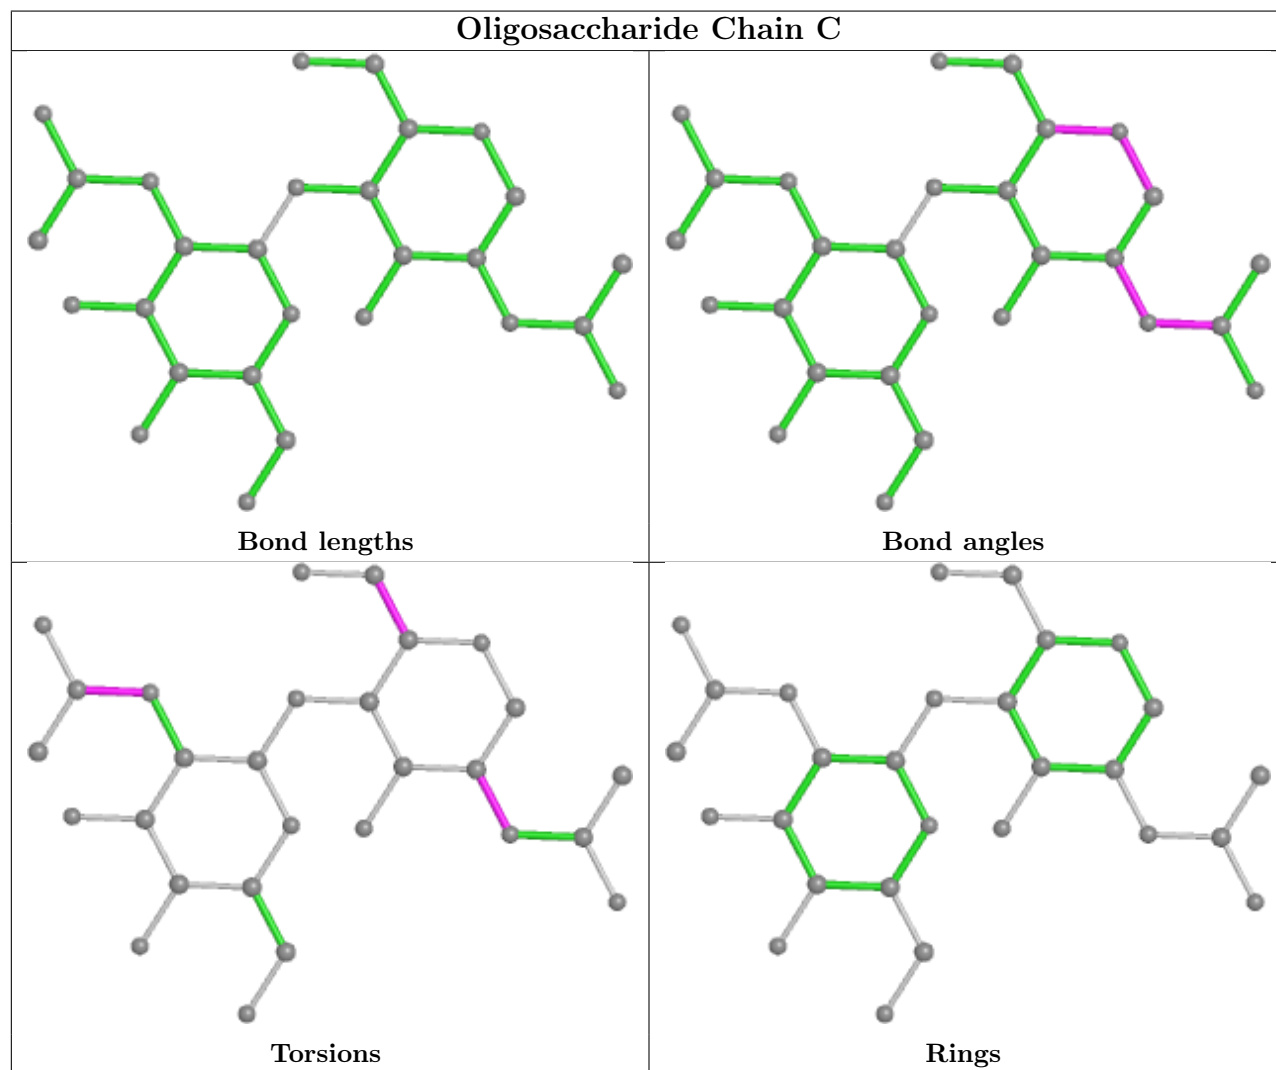 Oligosaccharide Chain C
Bond lengths
Bond angles
Torsions
Rings